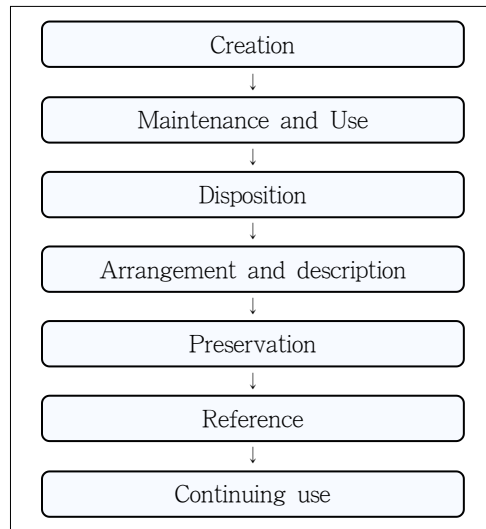 Creation
↓
Maintenance and Use
↓
Disposition
↓
Arrangement and description
↓
Preservation
↓
Reference
↓
Continuing use